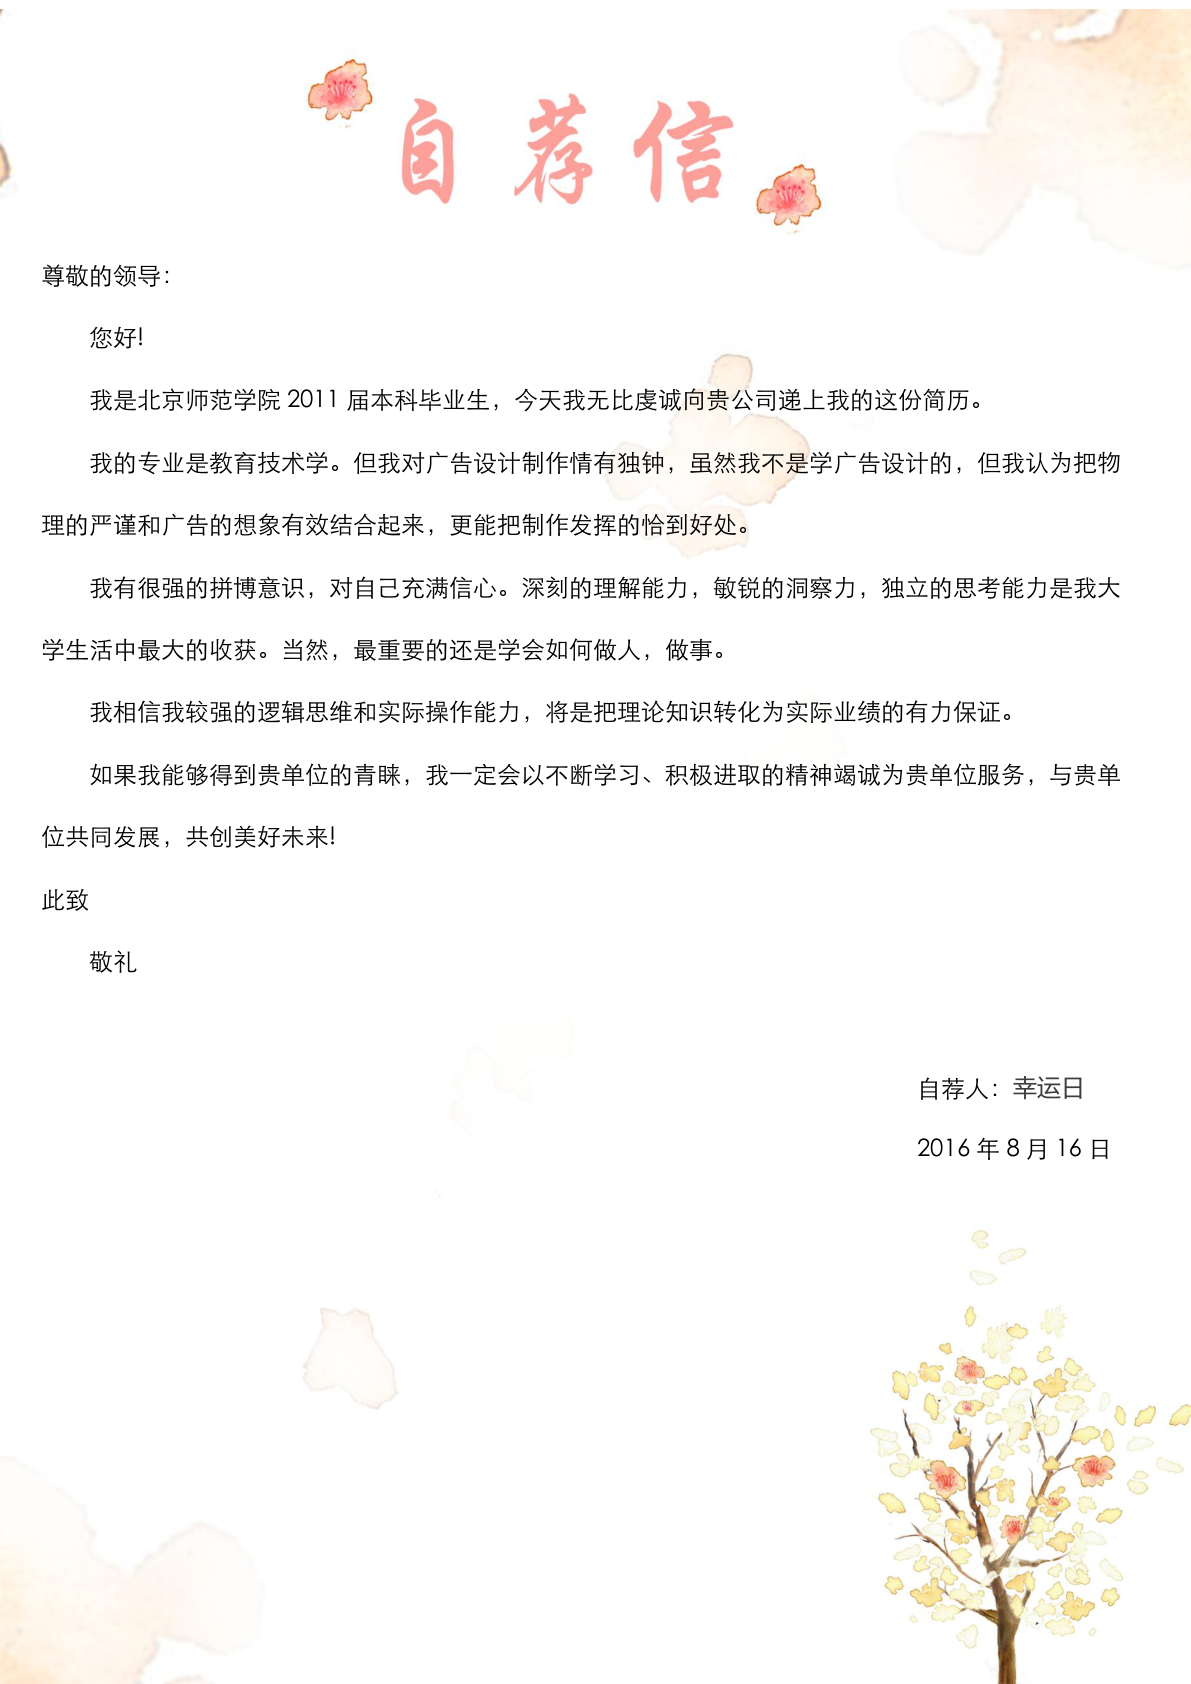 自荐信
尊敬的领导：
您好!
我是北京师范学院 2011 届本科毕业生，今天我无比虔诚向贵公司递上我的这份简历。
我的专业是教育技术学。但我对广告设计制作情有独钟，虽然我不是学广告设计的，但我认为把物
理的严谨和广告的想象有效结合起来，更能把制作发挥的恰到好处。
我有很强的拼博意识，对自己充满信心。深刻的理解能力，敏锐的洞察力，独立的思考能力是我大
学生活中最大的收获。当然，最重要的还是学会如何做人，做事。
我相信我较强的逻辑思维和实际操作能力，将是把理论知识转化为实际业绩的有力保证。
如果我能够得到贵单位的青睐，我一定会以不断学习、积极进取的精神竭诚为贵单位服务，与贵单
位共同发展，共创美好未来!
此致
敬礼
自荐人：幸运日
2016 年 8 月 16 日